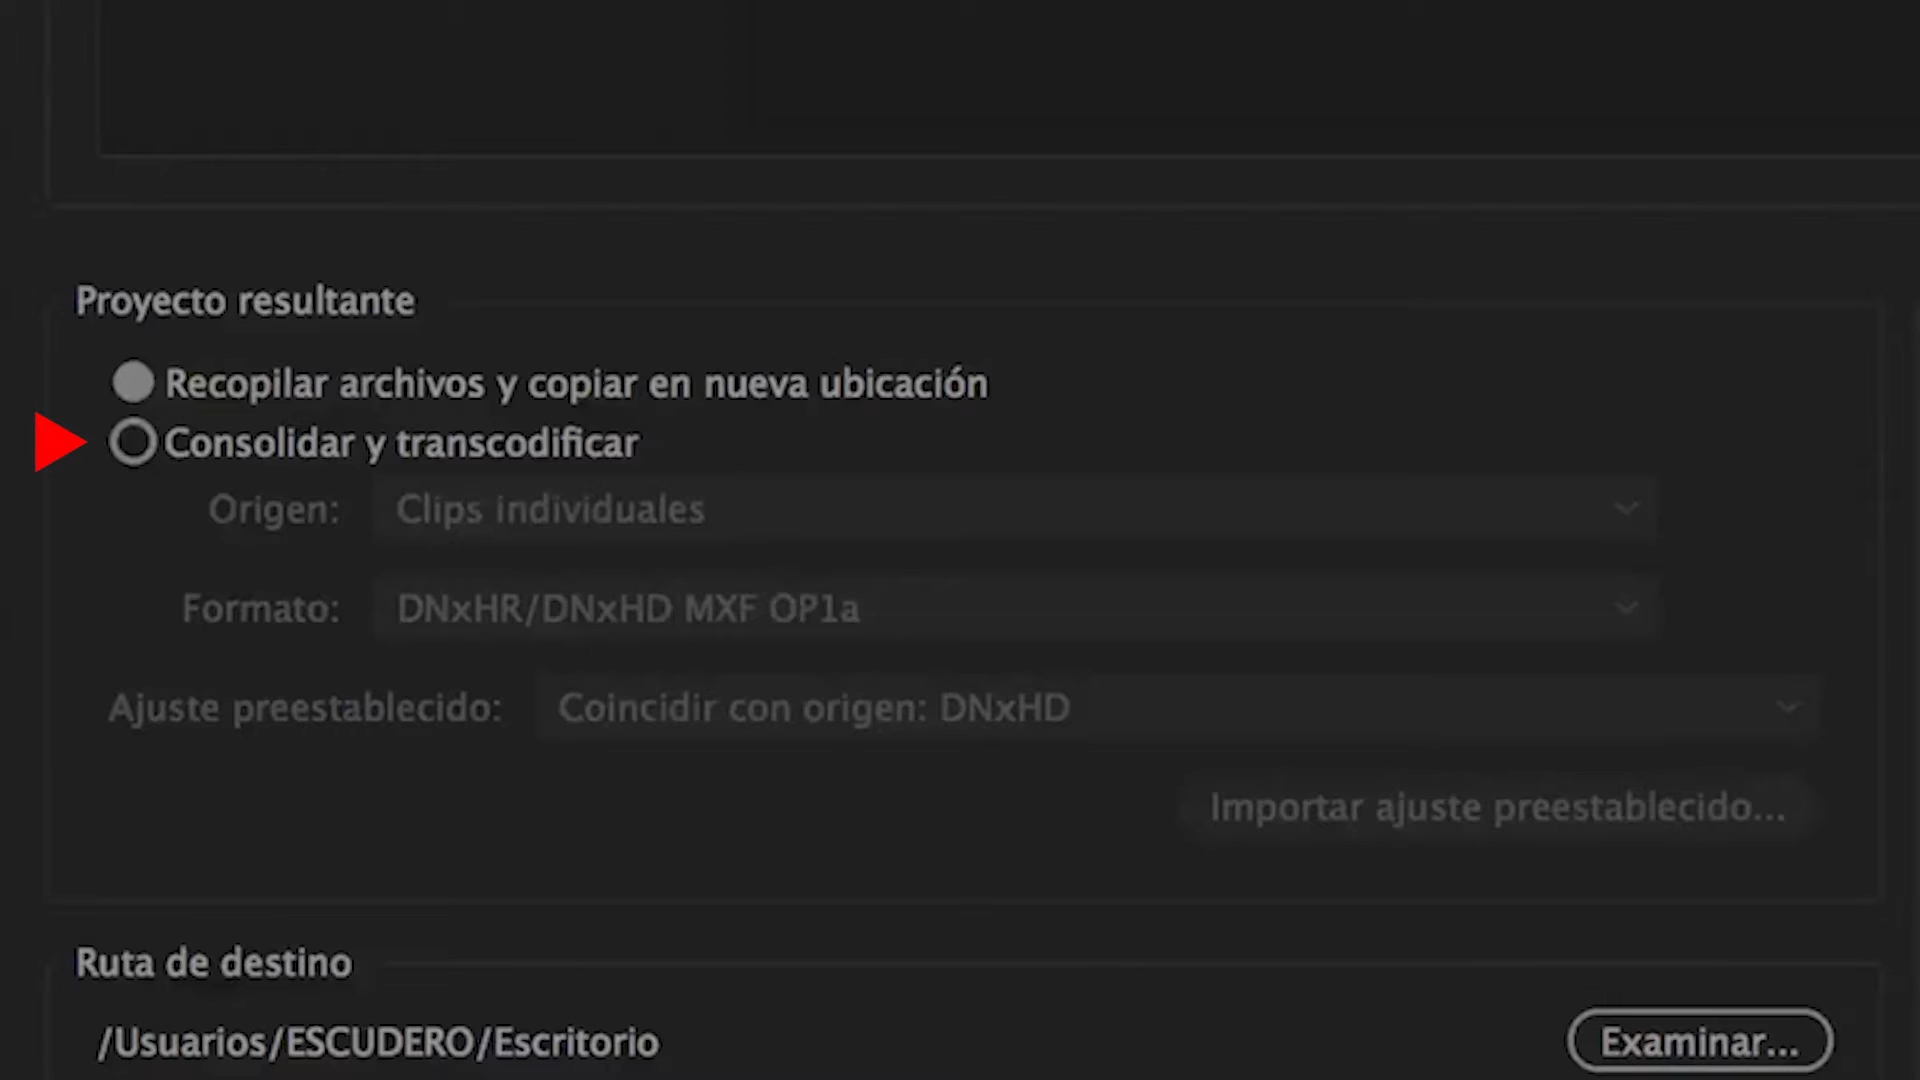 Proyecto resultante
Recopilar archivos y copiar en nueva ubicación
Consolidar y transcodificar
Origen: Clips individuales
Formato: DNxHR/DNxHD MXF OP1a
Ajuste preestablecido: Coincidir con origen: DNxHD
Importar ajuste preestablecido...
Ruta de destino
/Usuarios/ESCUDERO/Escritorio Examinar...